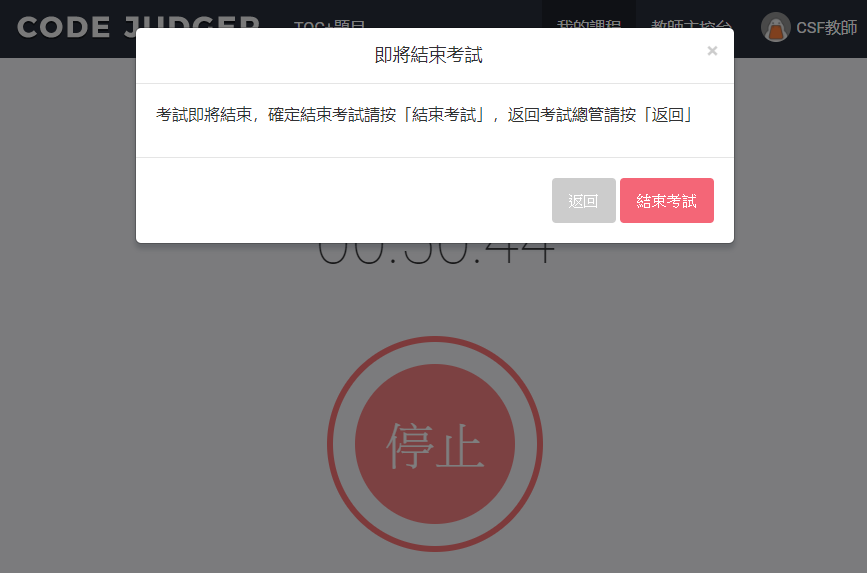 CODE JUDGER
TQC+題目
我的課程
教師主控台
CSF教師
即將結束考試
×
考試即將結束，確定結束考試請按「結束考試」，返回考試總管請按「返回」
返回
結束考試
00:30:44
停止